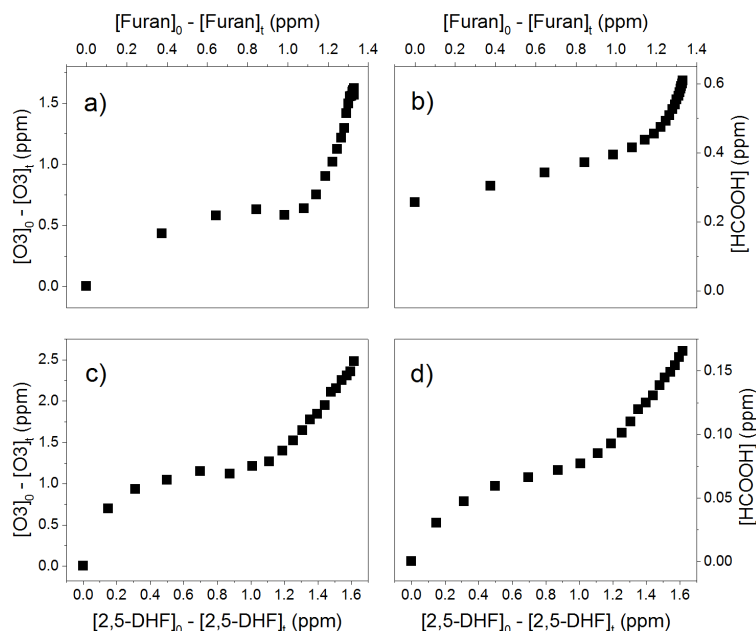 [Furan]₀ - [Furan]ₜ (ppm) [Furan]₀ - [Furan]ₜ (ppm)
0.0 0.2 0.4 0.6 0.8 1.0 1.2 1.4 0.0 0.2 0.4 0.6 0.8 1.0 1.2 1.4
a)
[O3]₀ - [O3]ₜ (ppm)
1.5
1.0
0.5
0.0
b)
0.6
0.4
0.2
0.0
[HCOOH] (ppm)
c)
[O3]₀ - [O3]ₜ (ppm)
2.5
2.0
1.5
1.0
0.5
0.0
d)
0.15
0.10
0.05
0.00
[HCOOH] (ppm)
0.0 0.2 0.4 0.6 0.8 1.0 1.2 1.4 1.6 0.0 0.2 0.4 0.6 0.8 1.0 1.2 1.4 1.6
[2,5-DHF]₀ - [2,5-DHF]ₜ (ppm) [2,5-DHF]₀ - [2,5-DHF]ₜ (ppm)